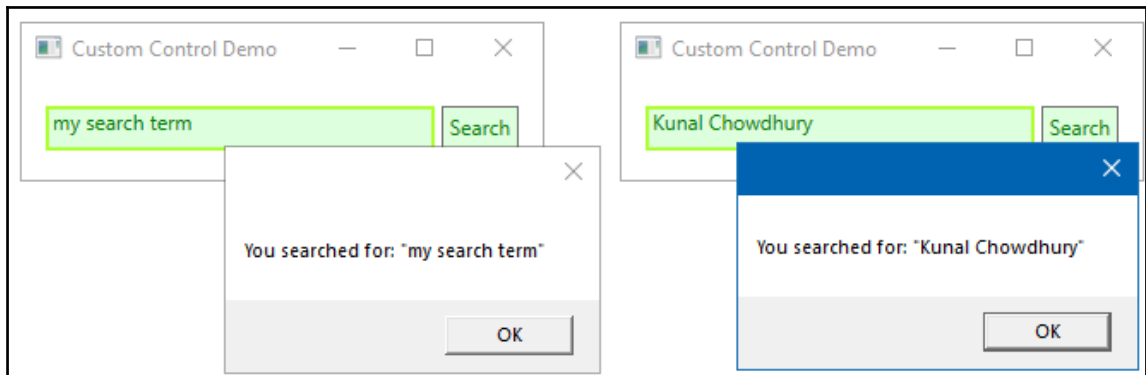 Custom Control Demo
my search term
Search
You searched for: "my search term"
OK
Custom Control Demo
Kunal Chowdhury
Search
You searched for: "Kunal Chowdhury"
OK